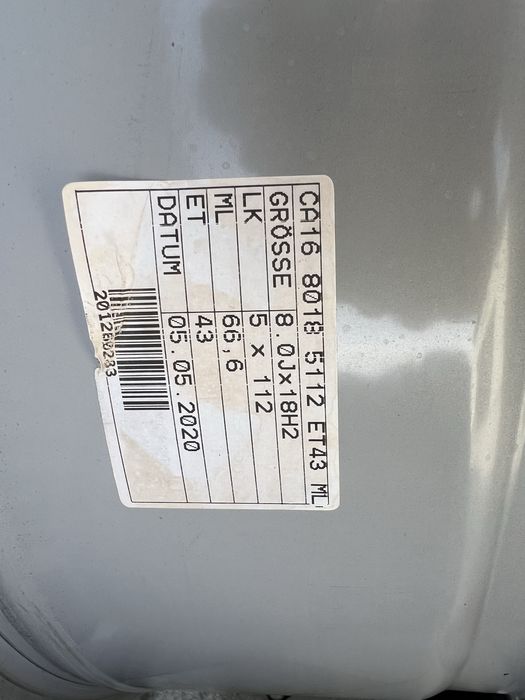 CA16 8018 5112 ET43 ML
GRÖSSE 8.0Jx18H2
LK 5 x 112
ML 66,6
ET 43
DATUM 05.05.2020